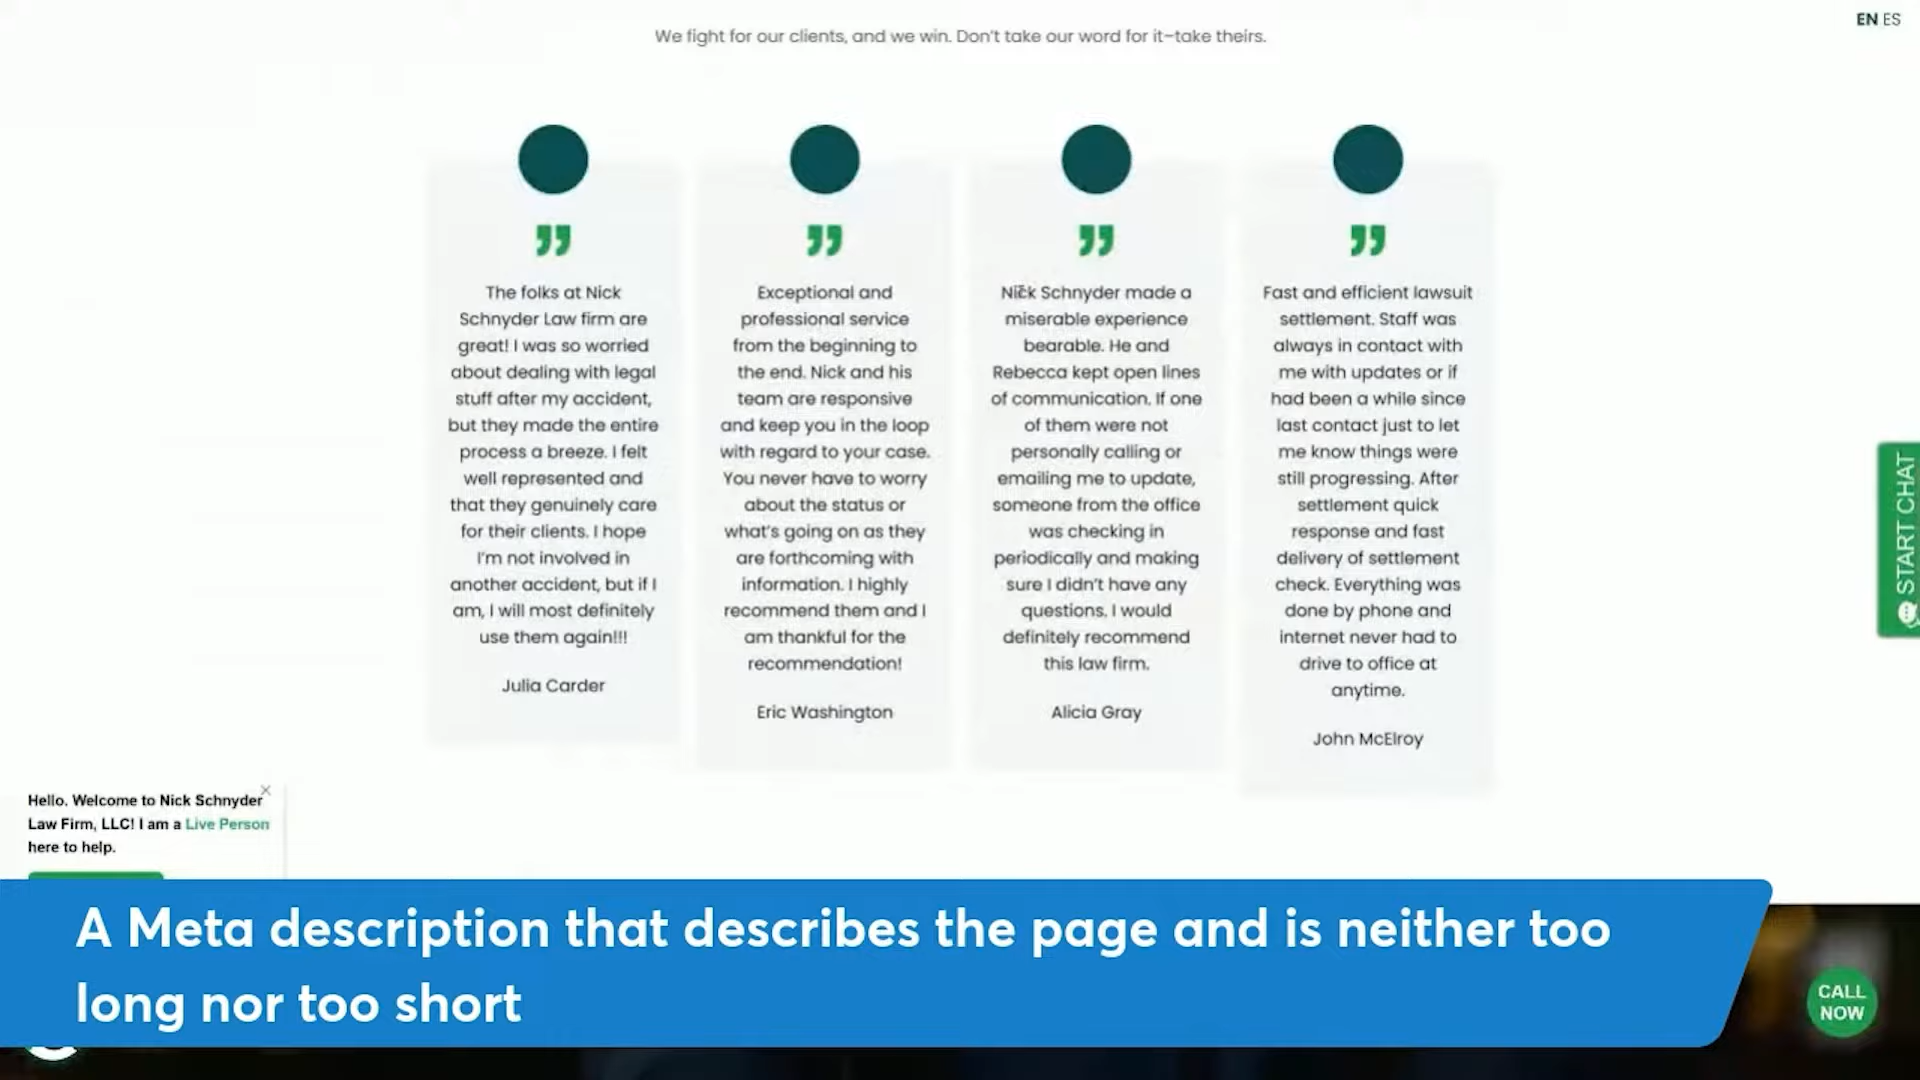 We fight for our clients, and we win. Don't take our word for it–take theirs.
EN ES
The folks at Nick
Schnyder Law firm are
great! I was so worried
about dealing with legal
stuff after my accident,
but they made the entire
process a breeze. I felt
well represented and
that they genuinely care
for their clients. I hope
I'm not involved in
another accident, but if I
am, I will most definitely
use them again!!!
Julia Carder
Exceptional and
professional service
from the beginning to
the end. Nick and his
team are responsive
and keep you in the loop
with regard to your case.
You never have to worry
about the status or
what's going on as they
are forthcoming with
information. I highly
recommend them and I
am thankful for the
recommendation!
Eric Washington
Nick Schnyder made a
miserable experience
bearable. He and
Rebecca kept open lines
of communication. If one
of them were not
personally calling or
emailing me to update,
someone from the office
was checking in
periodically and making
sure I didn't have any
questions. I would
definitely recommend
this law firm.
Alicia Gray
Fast and efficient lawsuit
settlement. Staff was
always in contact with
me with updates or if
had been a while since
last contact just to let
me know things were
still progressing. After
settlement quick
response and fast
delivery of settlement
check. Everything was
done by phone and
internet never had to
drive to office at
anytime.
John McElroy
START CHAT
Hello. Welcome to Nick Schnyder
Law Firm, LLC! I am a Live Person
here to help.
A Meta description that describes the page and is neither too
long nor too short
CALL
NOW